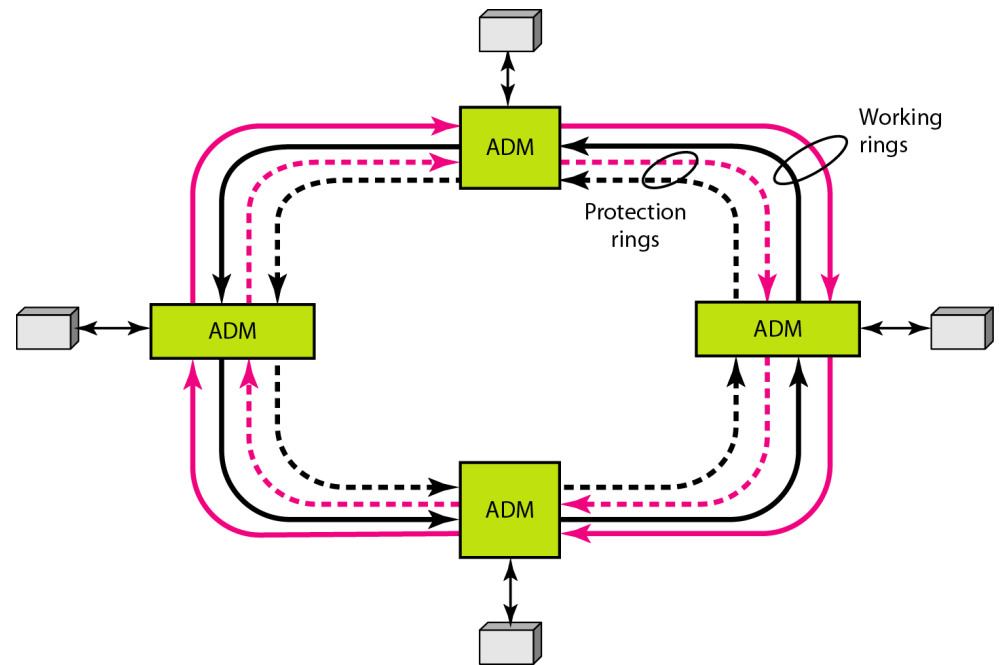 ADM
Working
rings
Protection
rings
ADM
ADM
ADM